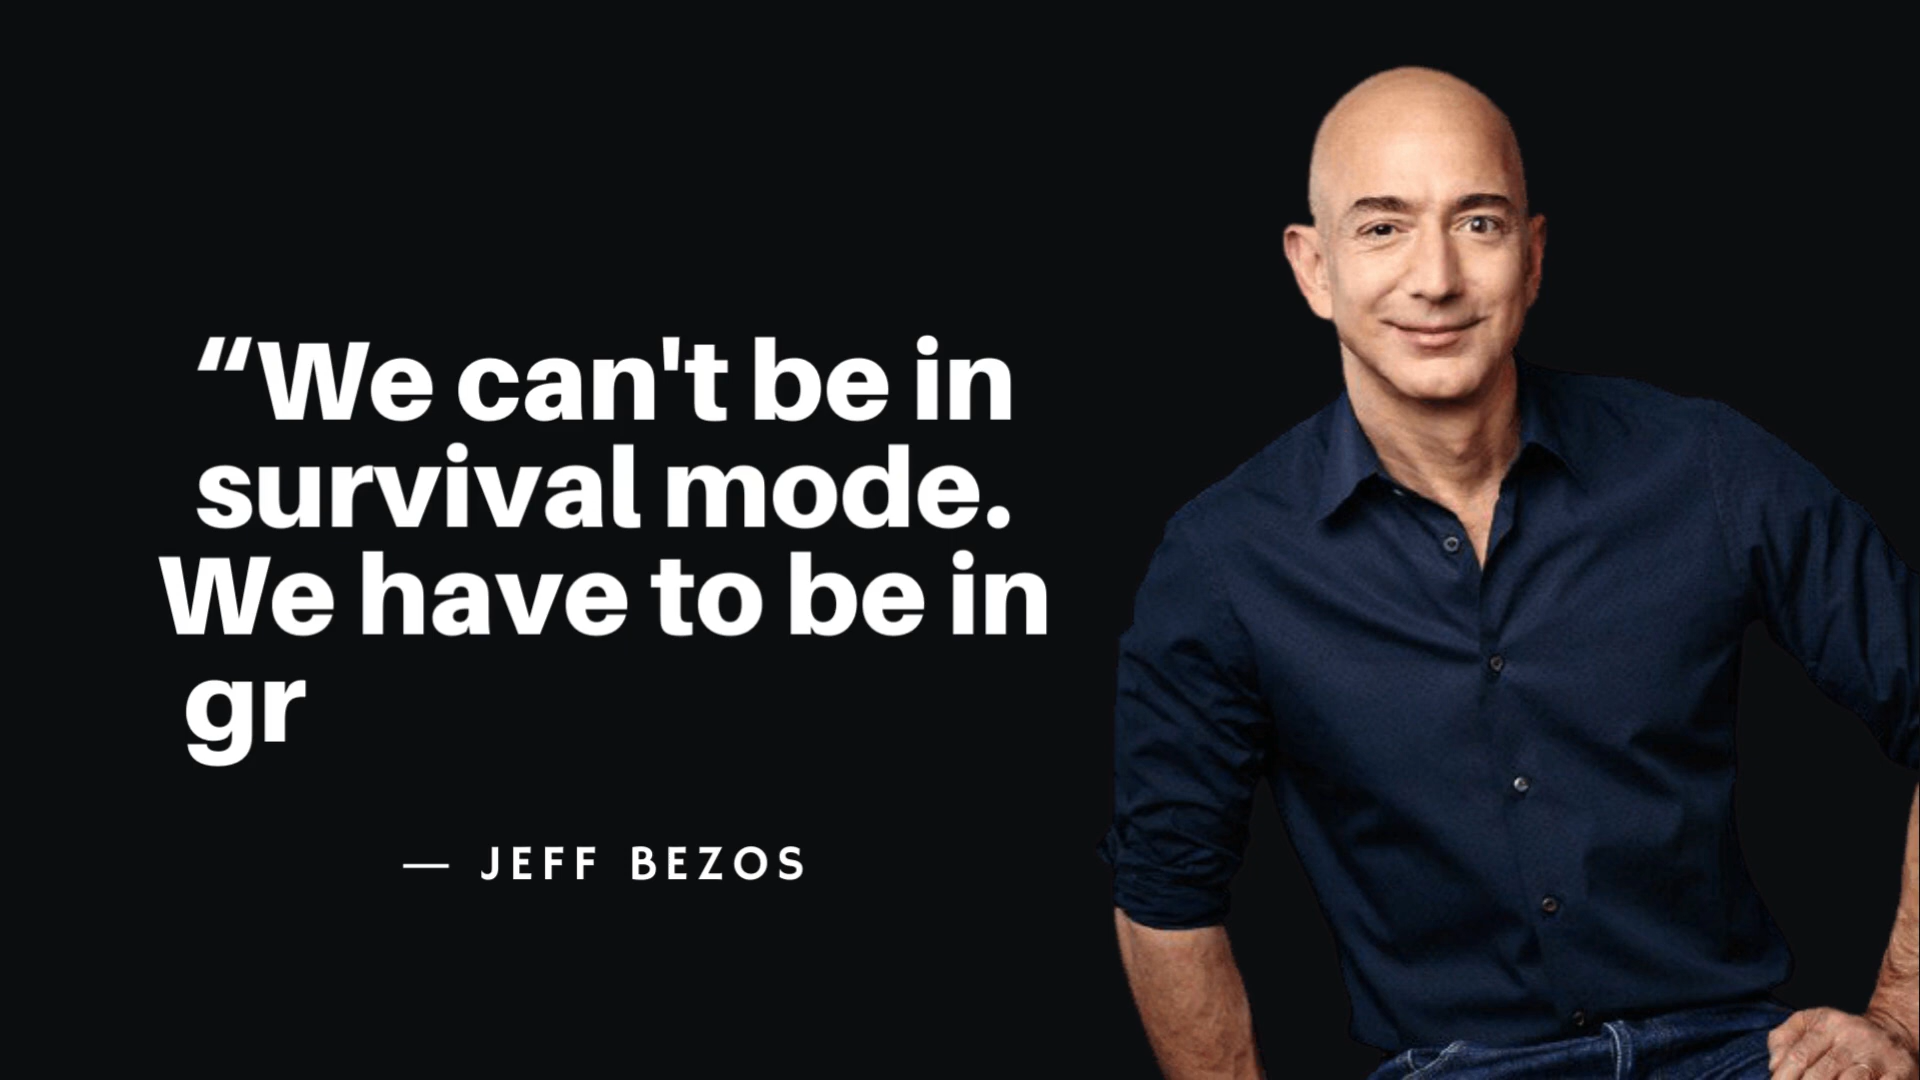 “We can't be in
survival mode.
We have to be in
gr
— JEFF BEZOS